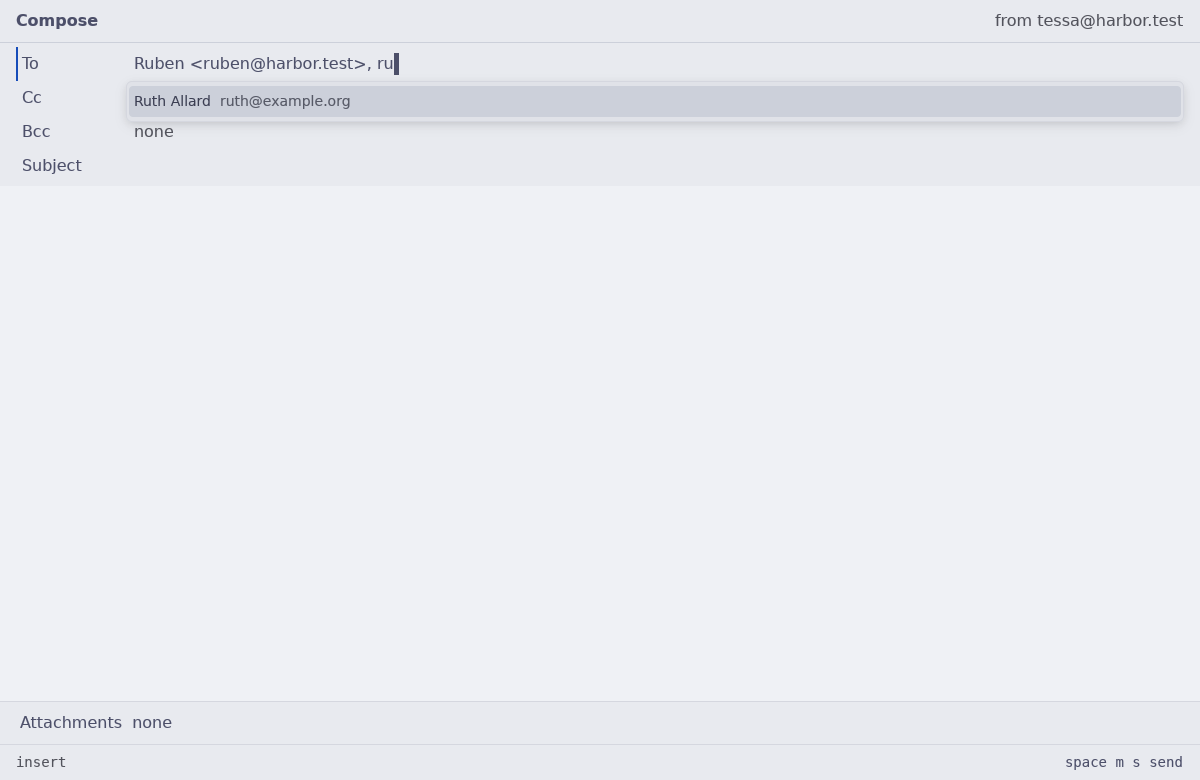 Compose from tessa@harbor.test
To Ruben <ruben@harbor.test>, ru
Cc
Ruth Allard ruth@example.org
Bcc none
Subject
Attachments none
insert space m s send